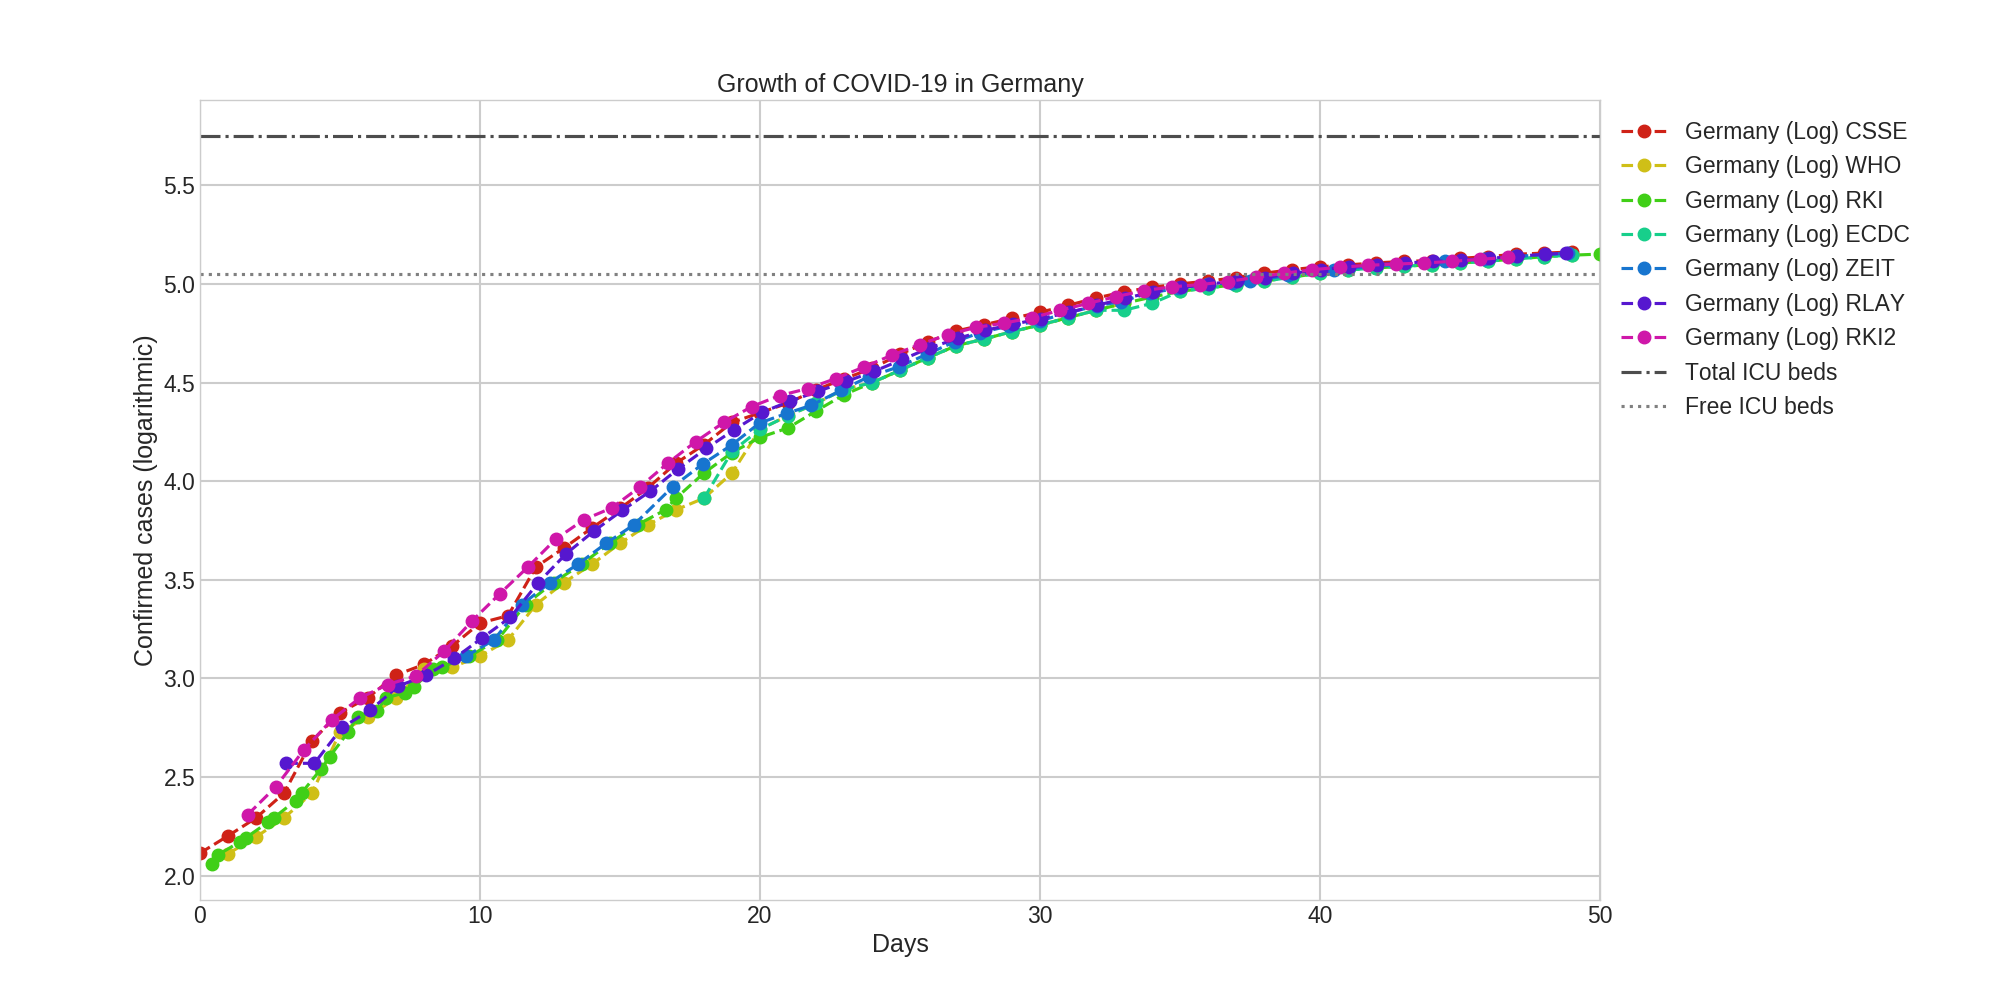 Growth of COVID-19 in Germany
Confirmed cases (logarithmic)
5.5
5.0
4.5
4.0
3.5
3.0
2.5
2.0
0 10 20 30 40 50
Days
Germany (Log) CSSE
Germany (Log) WHO
Germany (Log) RKI
Germany (Log) ECDC
Germany (Log) ZEIT
Germany (Log) RLAY
Germany (Log) RKI2
Total ICU beds
Free ICU beds